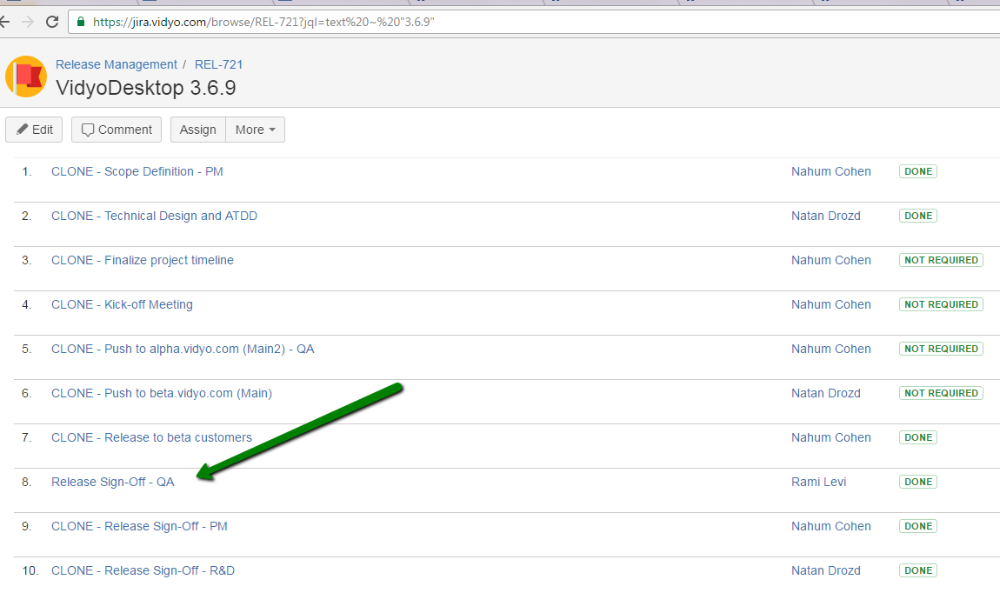 https://jira.vidyo.com/browse/REL-721?jql=text%20~%20"3.6.9"
Release Management / REL-721
VidyoDesktop 3.6.9
Edit Comment Assign More
1. CLONE - Scope Definition - PM Nahum Cohen DONE
2. CLONE - Technical Design and ATDD Natan Drozd DONE
3. CLONE - Finalize project timeline Nahum Cohen NOT REQUIRED
4. CLONE - Kick-off Meeting Nahum Cohen NOT REQUIRED
5. CLONE - Push to alpha.vidyo.com (Main2) - QA Nahum Cohen NOT REQUIRED
6. CLONE - Push to beta.vidyo.com (Main) Natan Drozd NOT REQUIRED
7. CLONE - Release to beta customers Nahum Cohen DONE
8. Release Sign-Off - QA Rami Levi DONE
9. CLONE - Release Sign-Off - PM Nahum Cohen DONE
10. CLONE - Release Sign-Off - R&D Natan Drozd DONE